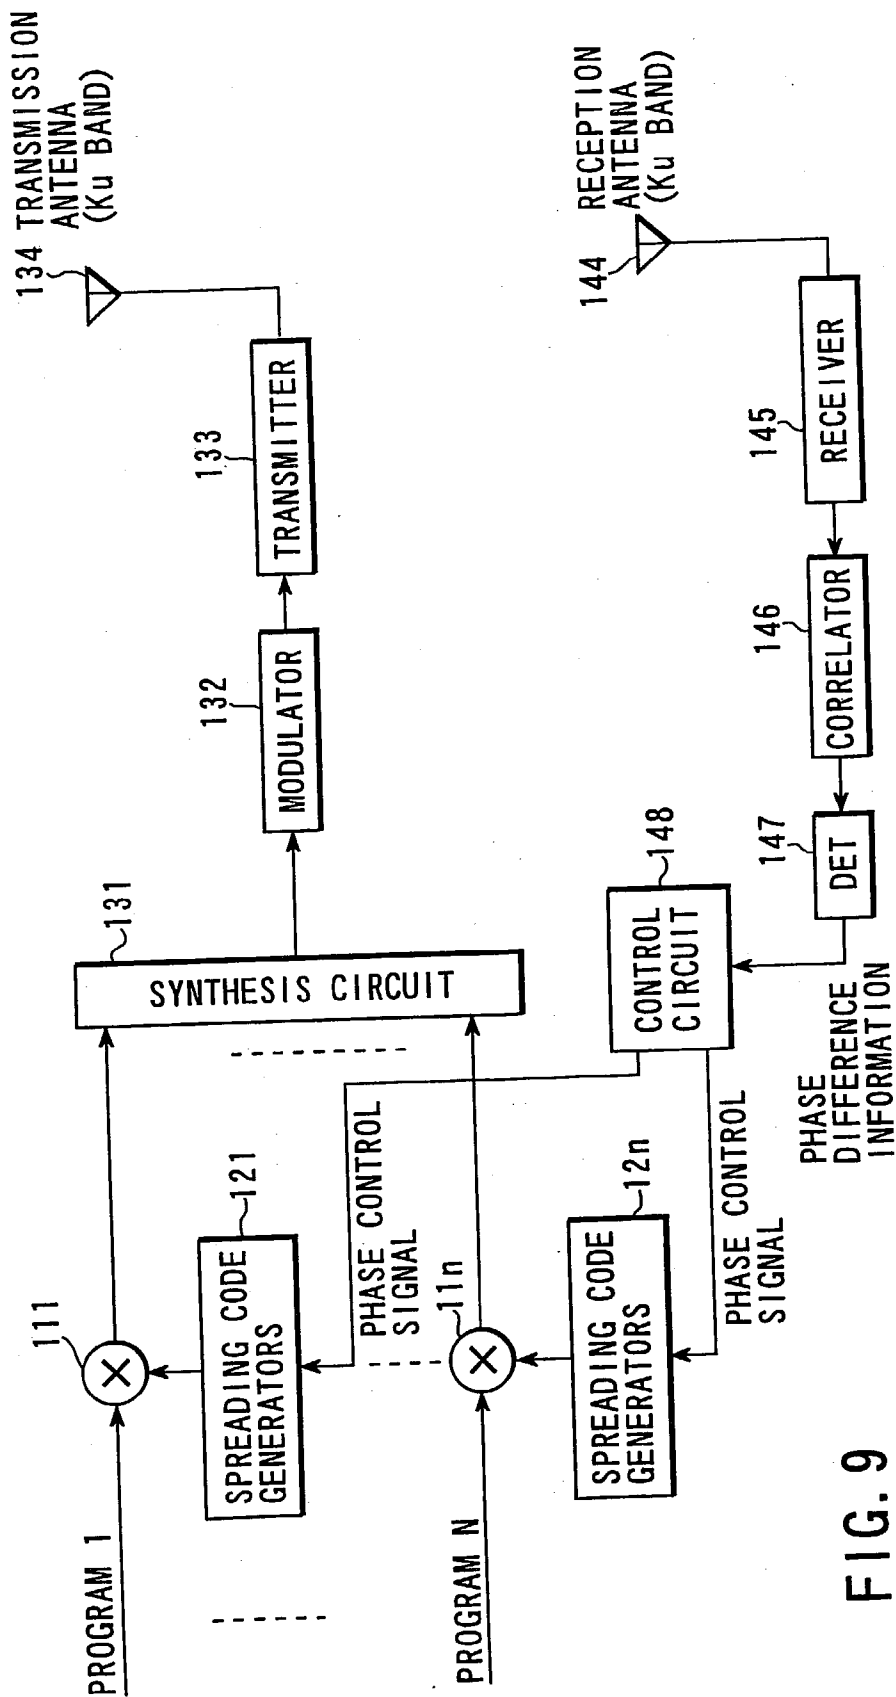 134 TRANSMISSION
ANTENNA
(Ku BAND)
133
TRANSMITTER
132
MODULATOR
131
SYNTHESIS CIRCUIT
111
PROGRAM 1
121
SPREADING CODE
GENERATORS
PHASE CONTROL
SIGNAL
11n
PROGRAM N
12n
SPREADING CODE
GENERATORS
PHASE CONTROL
SIGNAL
148
CONTROL
CIRCUIT
RECEPTION
ANTENNA
(Ku BAND)
144
145
RECEIVER
146
CORRELATOR
147
DET
PHASE
DIFFERENCE
INFORMATION
FIG. 9